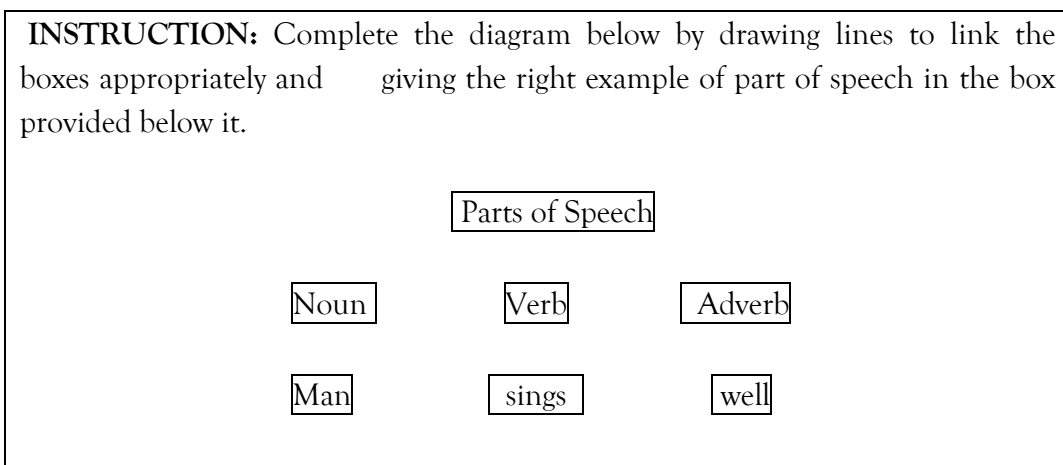 INSTRUCTION: Complete the diagram below by drawing lines to link the
boxes appropriately and giving the right example of part of speech in the box
provided below it.
Parts of Speech
Noun Verb Adverb
Man sings well